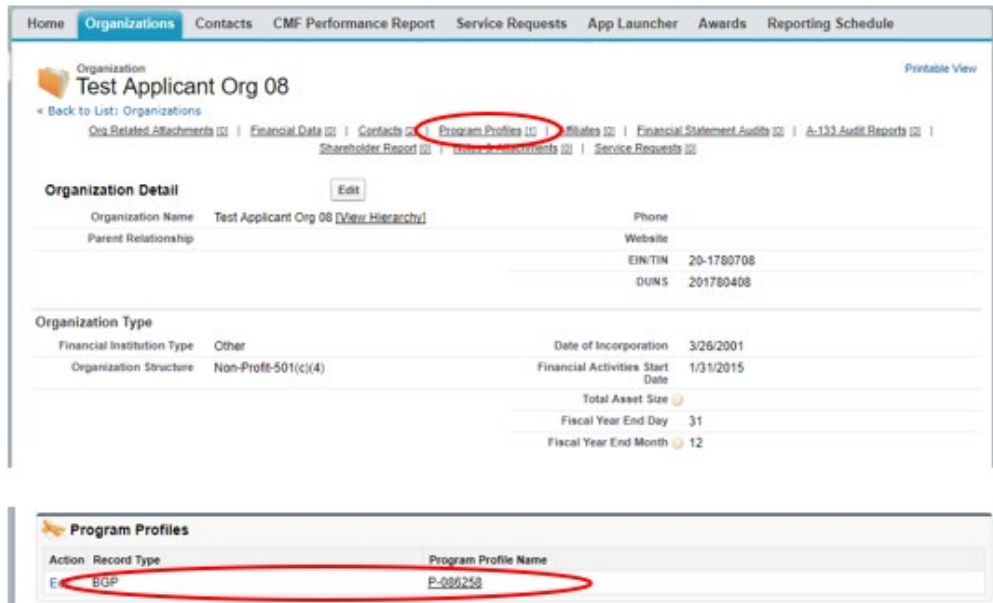 Home Organizations Contacts CMF Performance Report Service Requests App Launcher Awards Reporting Schedule
Organization
Test Applicant Org 08
Printable View
« Back to List: Organizations
Org Related Attachments [0] | Financial Data [0] | Contacts | Program Profiles [1] | Affiliates [0] | Financial Statement Audits [0] | A-133 Audit Reports [0] |
Shareholder Report [0] | Notes & Attachments [0] | Service Requests [0]
Organization Detail Edit
Organization Name Test Applicant Org 08 [View Hierarchy] Phone
Parent Relationship Website
EIN/TIN 20-1780708
DUNS 201780408
Organization Type
Financial Institution Type Other Date of Incorporation 3/26/2001
Organization Structure Non-Profit-501(c)(4) Financial Activities Start Date 1/31/2015
Total Asset Size
Fiscal Year End Day 31
Fiscal Year End Month 12
Program Profiles
Action Record Type Program Profile Name
BGP P-086258